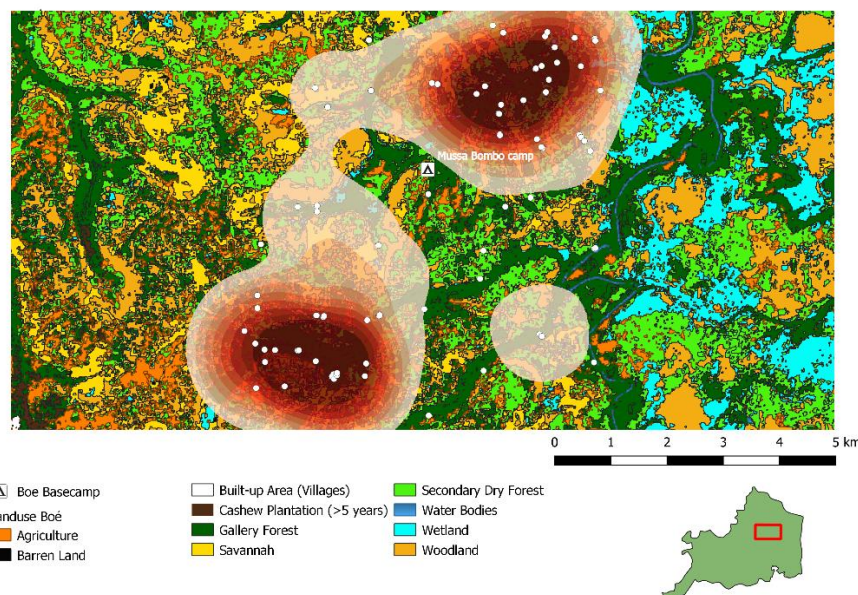 Mussa Bombo camp
0 1 2 3 4 5 km
Boe Basecamp
anduse Boé
Agriculture
Barren Land
Built-up Area (Villages)
Cashew Plantation (>5 years)
Gallery Forest
Savannah
Secondary Dry Forest
Water Bodies
Wetland
Woodland